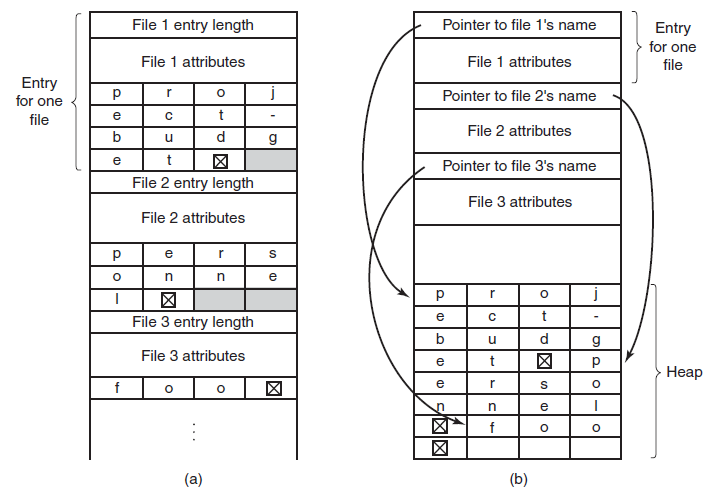 File 1 entry length
File 1 attributes
Entry
for one
file
p r o j
e c t -
b u d g
e t
File 2 entry length
File 2 attributes
p e r s
o n n e
l
File 3 entry length
File 3 attributes
f o o
(a)
Pointer to file 1's name
File 1 attributes
Entry
for one
file
Pointer to file 2's name
File 2 attributes
Pointer to file 3's name
File 3 attributes
p r o j
e c t -
b u d g
e t p
e r s o
n n e l
f o o
Heap
(b)